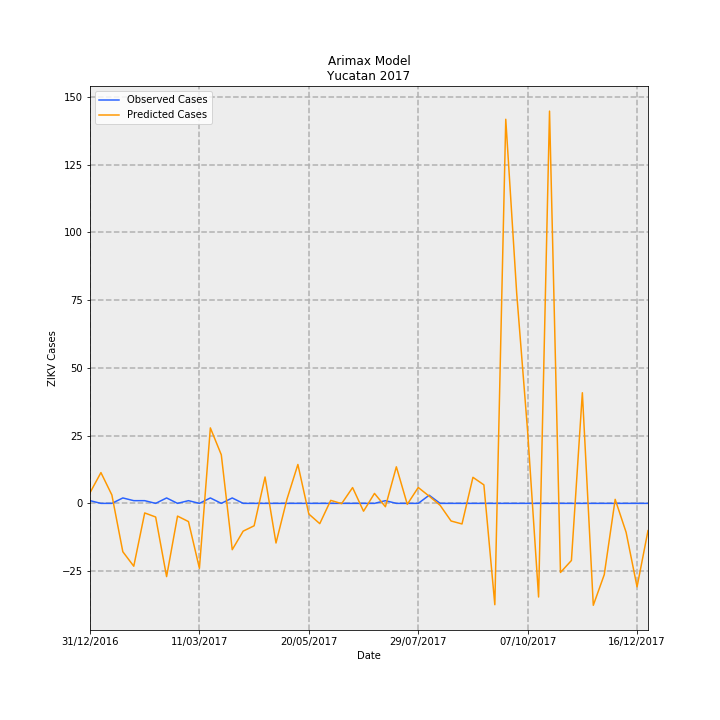 Arimax Model
Yucatan 2017
Observed Cases
Predicted Cases
150
125
100
75
50
25
0
−25
ZIKV Cases
31/12/2016 11/03/2017 20/05/2017 29/07/2017 07/10/2017 16/12/2017
Date